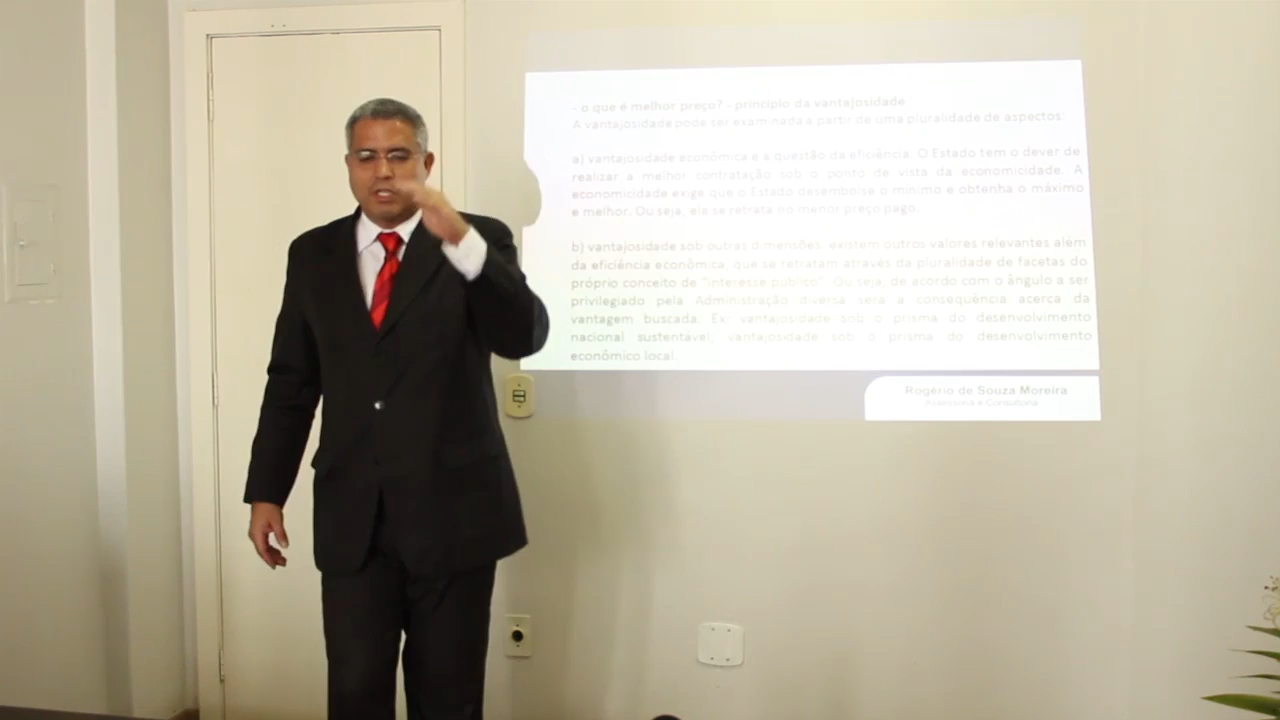 - o que é melhor preço? - princípio da vantajosidade
A vantajosidade pode ser examinada a partir de uma pluralidade de aspectos:
a) vantajosidade econômica e a questão da eficiência. O Estado tem o dever de
realizar a melhor contratação sob o ponto de vista da economicidade. A
economicidade exige que o Estado desembolse o mínimo e obtenha o máximo
e melhor. Ou seja, ela se retrata no menor preço pago.
b) vantajosidade sob outras dimensões: existem outros valores relevantes além
da eficiência econômica, que se retratam através da pluralidade de facetas do
próprio conceito de "interesse público". Ou seja, de acordo com o ângulo a ser
privilegiado pela Administração diversa será a consequência acerca da
vantagem buscada. Ex: vantajosidade sob o prisma do desenvolvimento
nacional sustentável, vantajosidade sob o prisma do desenvolvimento
econômico local.
Rogério de Souza Moreira
Assessoria e Consultoria